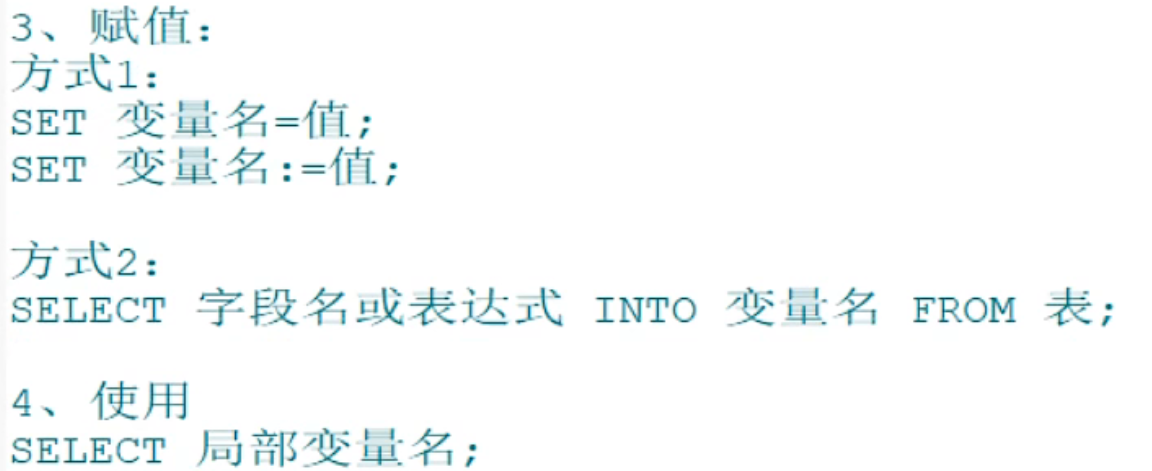 3、赋值：
方式1：
SET 变量名=值;
SET 变量名:=值;
方式2：
SELECT 字段名或表达式 INTO 变量名 FROM 表;
4、使用
SELECT 局部变量名;